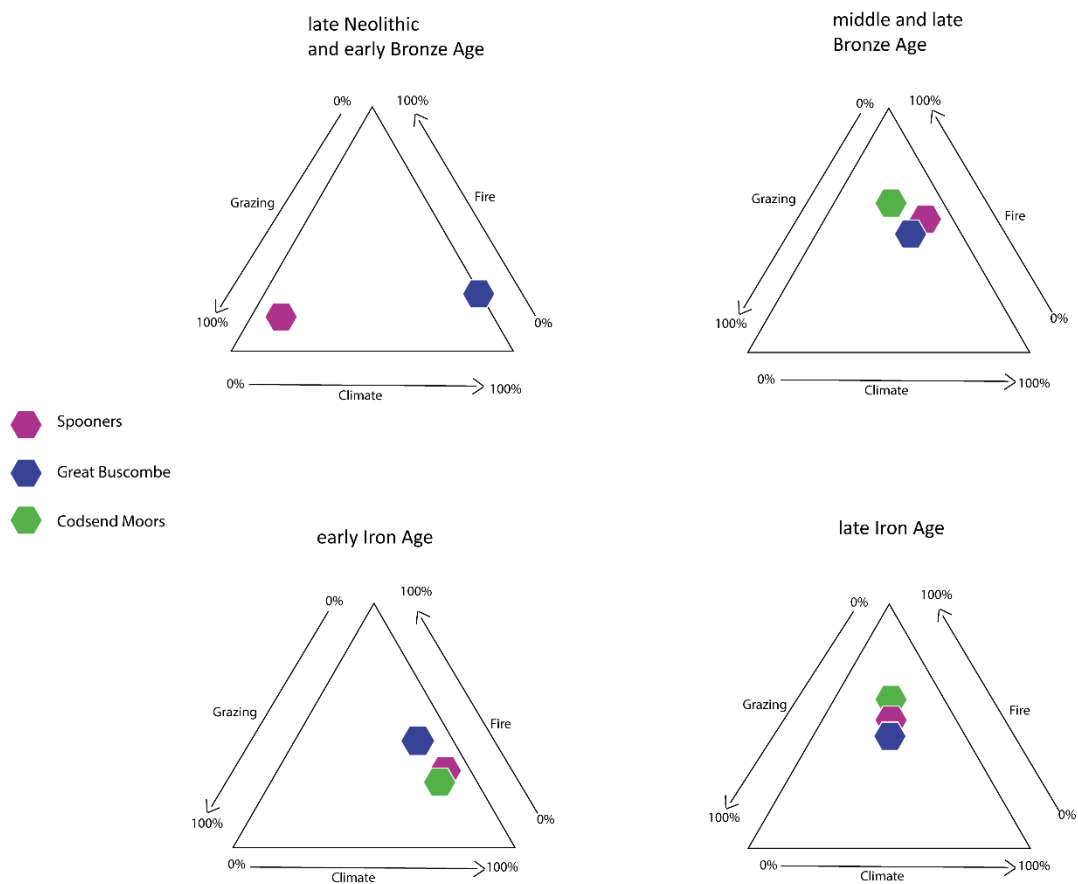 late Neolithic
and early Bronze Age
0%
100%
Grazing
Fire
100%
0%
0%
100%
Climate
middle and late
Bronze Age
0%
100%
Grazing
Fire
100%
0%
0%
100%
Climate
Spooners
Great Buscombe
Codsend Moors
early Iron Age
0%
100%
Grazing
Fire
100%
0%
0%
100%
Climate
late Iron Age
0%
100%
Grazing
Fire
100%
0%
0%
100%
Climate